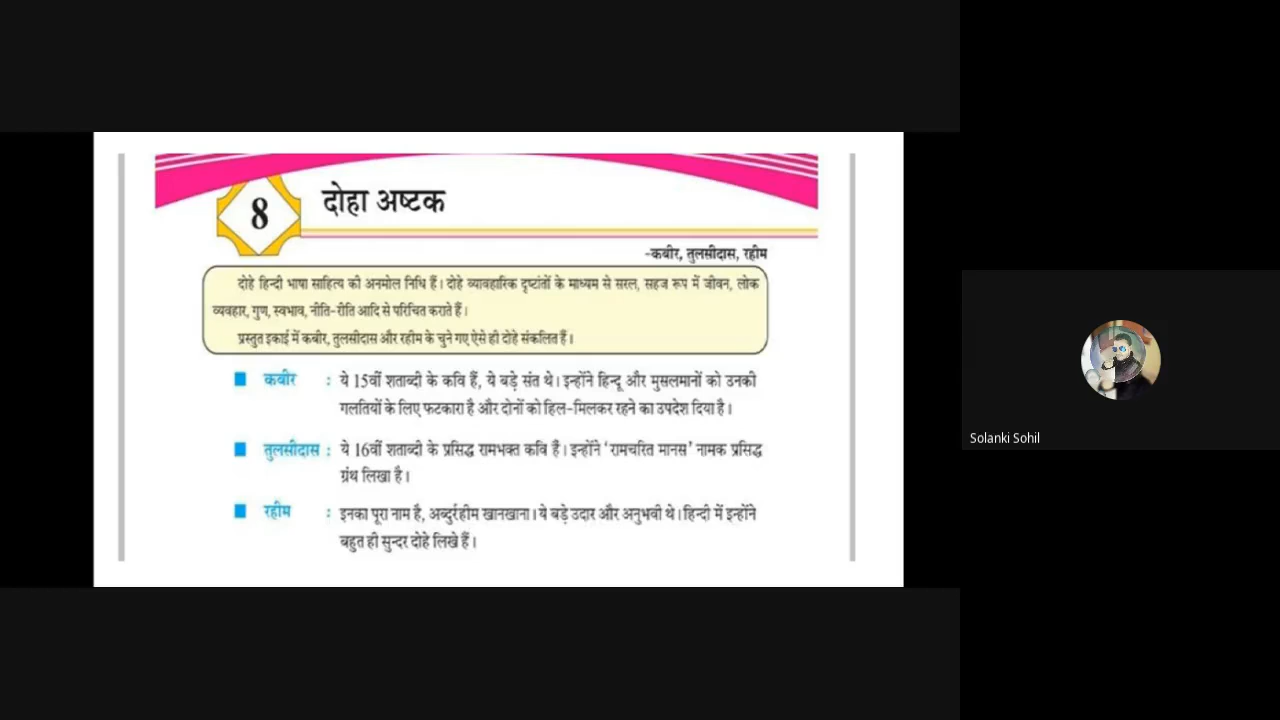 8
दोहा अष्टक
-कबीर, तुलसीदास, रहीम
दोहे हिन्दी भाषा साहित्य की अनमोल निधि हैं। दोहे व्यावहारिक दृष्टांतों के माध्यम से सरल, सहज रूप में जीवन, लोक
व्यवहार, गुण, स्वभाव, नीति-रीति आदि से परिचित कराते हैं।
प्रस्तुत इकाई में कबीर, तुलसीदास और रहीम के चुने गए ऐसे ही दोहे संकलित हैं।
कबीर : ये 15वीं शताब्दी के कवि हैं, ये बड़े संत थे। इन्होंने हिन्दू और मुसलमानों को उनकी
गलतियों के लिए फटकारा है और दोनों को हिल-मिलकर रहने का उपदेश दिया है।
तुलसीदास : ये 16वीं शताब्दी के प्रसिद्ध रामभक्त कवि हैं। इन्होंने ‘रामचरित मानस’ नामक प्रसिद्ध
ग्रंथ लिखा है।
रहीम : इनका पूरा नाम है, अब्दुर्रहीम खानखाना। ये बड़े उदार और अनुभवी थे। हिन्दी में इन्होंने
बहुत ही सुन्दर दोहे लिखे हैं।
Solanki Sohil